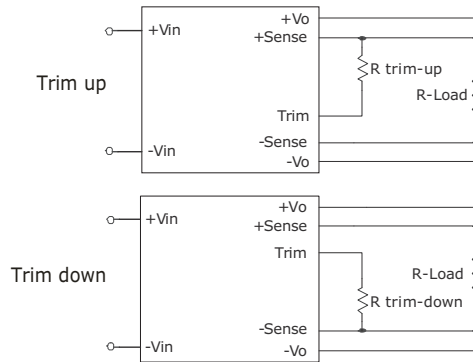 +Vo
+Vin
+Sense
R trim-up
Trim up
R-Load
Trim
-Sense
-Vin
-Vo
+Vo
+Vin
+Sense
Trim
Trim down
R-Load
R trim-down
-Sense
-Vin
-Vo